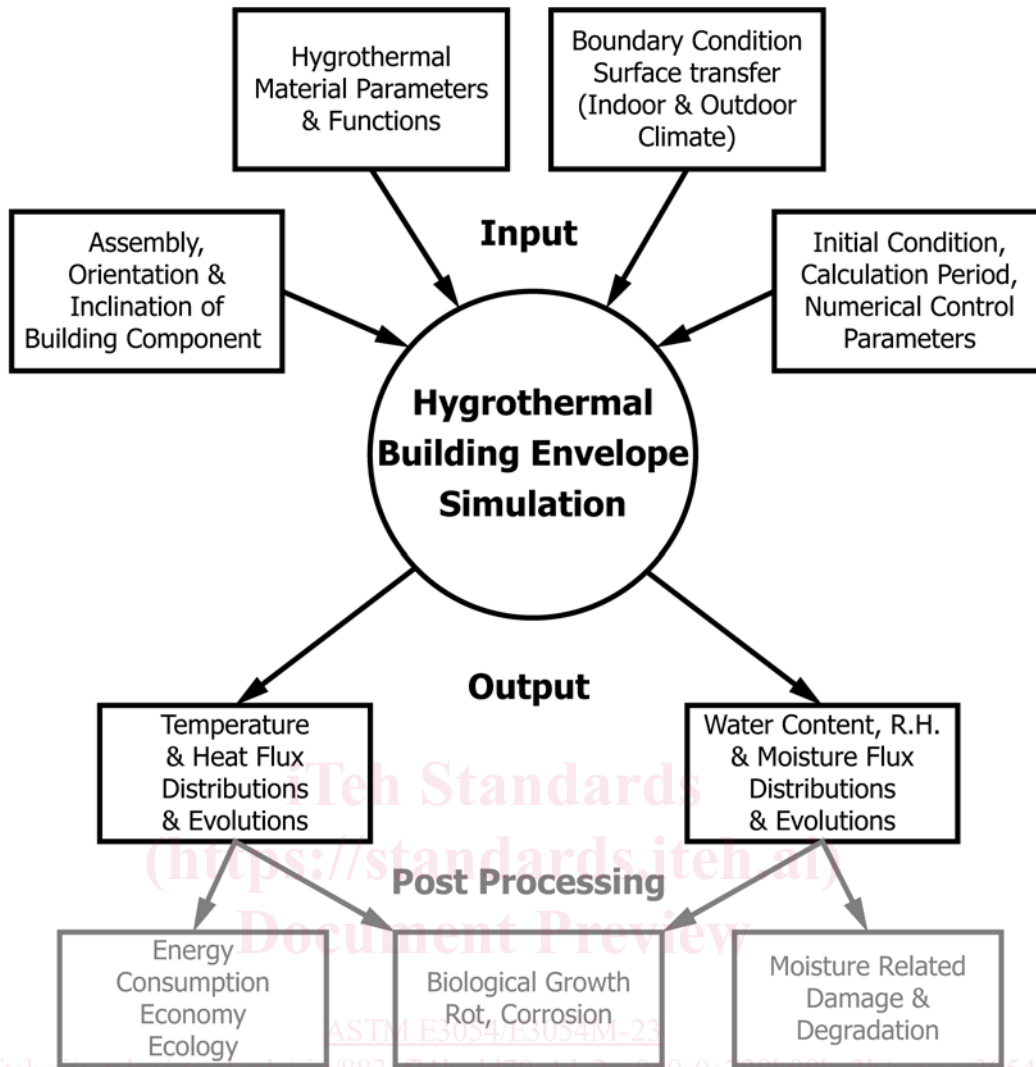 Hygrothermal
Material Parameters
& Functions
Boundary Condition
Surface transfer
(Indoor & Outdoor
Climate)
Assembly,
Orientation &
Inclination of
Building Component
Input
Initial Condition,
Calculation Period,
Numerical Control
Parameters
Hygrothermal
Building Envelope
Simulation
Output
Temperature
& Heat Flux
Distributions
& Evolutions
Water Content, R.H.
& Moisture Flux
Distributions
& Evolutions
iTeh Standards
(https://standards.iteh.ai)
Document Preview
Post Processing
Energy
Consumption
Economy
Ecology
Biological Growth
Rot, Corrosion
Moisture Related
Damage &
Degradation
ASTM E3054/E3054M-23